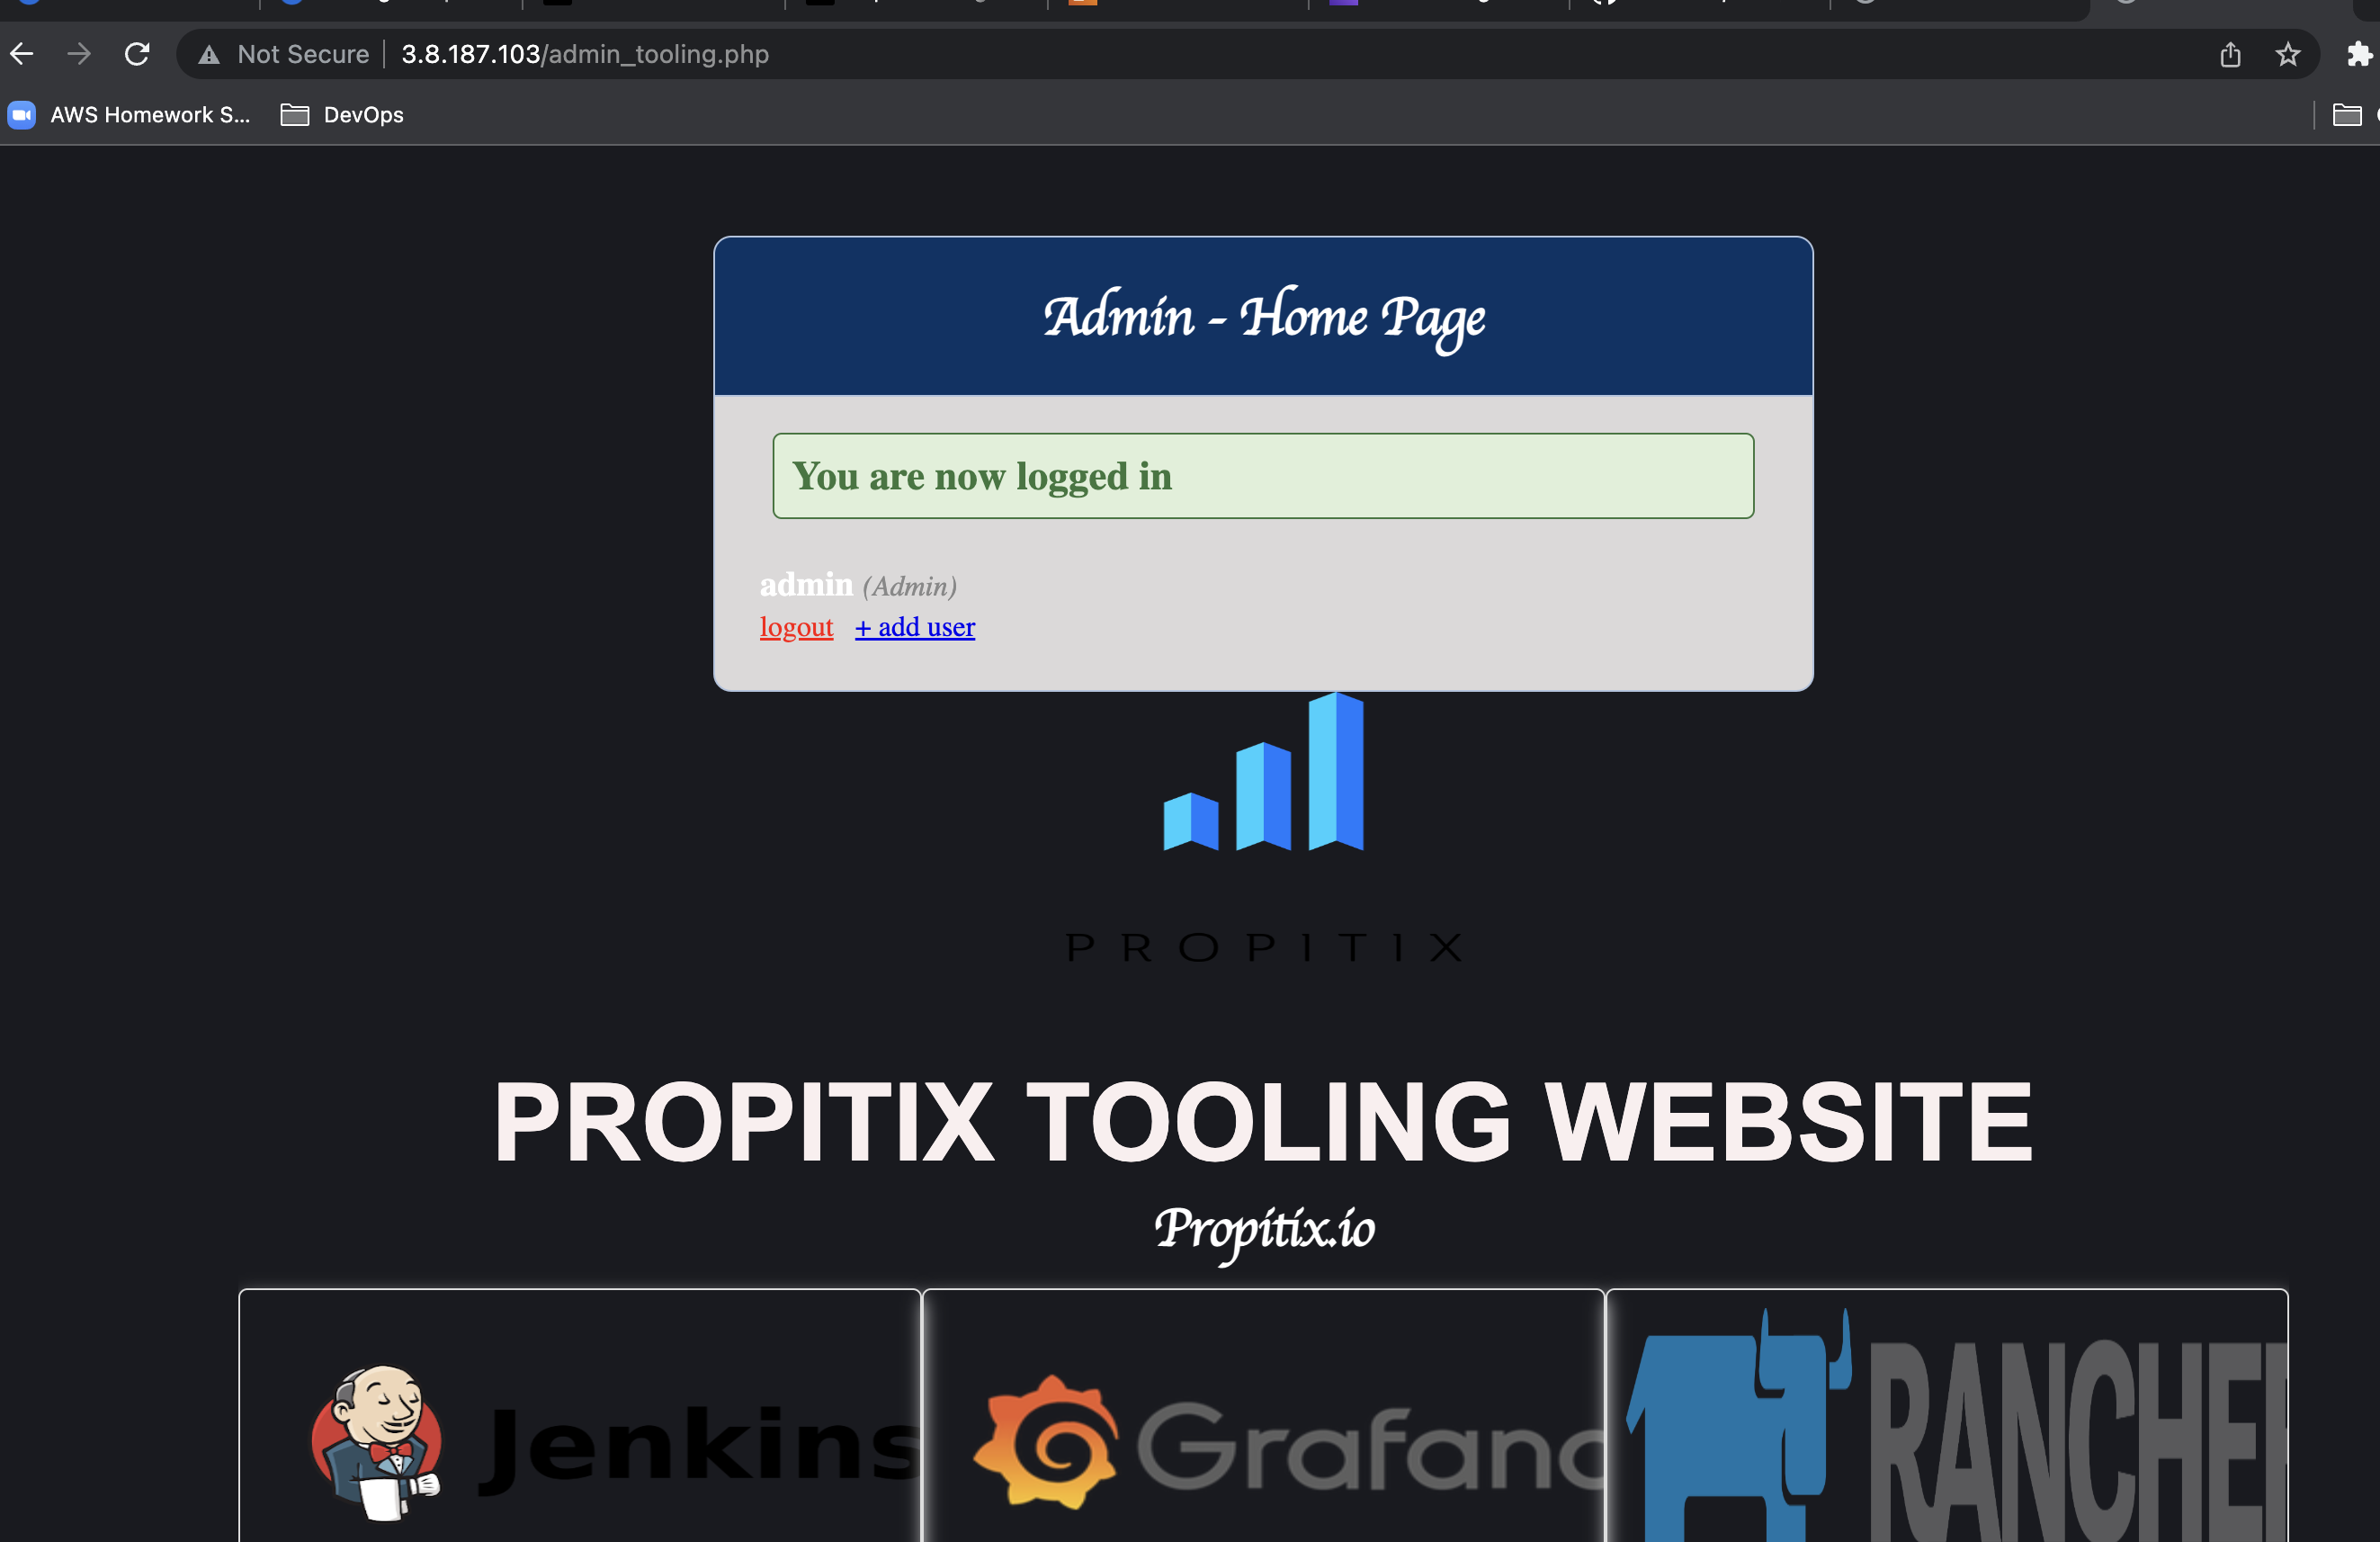 Not Secure 3.8.187.103/admin_tooling.php
AWS Homework S... DevOps
Admin - Home Page
You are now logged in
admin (Admin)
logout + add user
PROPITIX
PROPITIX TOOLING WEBSITE
Propitix.io
Jenkins Grafana RANCHER